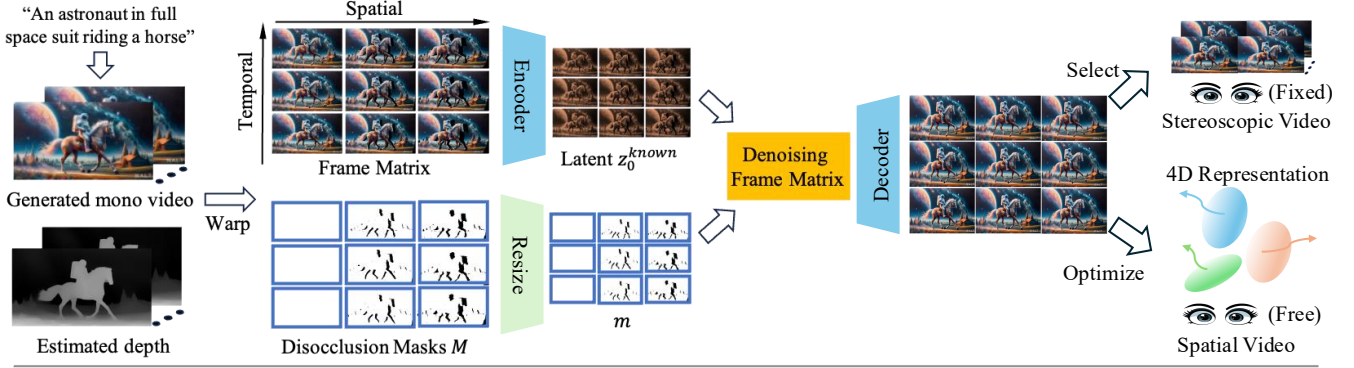 “An astronaut in full
space suit riding a horse”
Generated mono video
Estimated depth
Warp
Spatial
Temporal
Frame Matrix
Disocclusion Masks M
Encoder
Resize
Latent z_0^{known}
m
Denoising
Frame Matrix
Decoder
Select
Optimize
(Fixed)
Stereoscopic Video
4D Representation
(Free)
Spatial Video